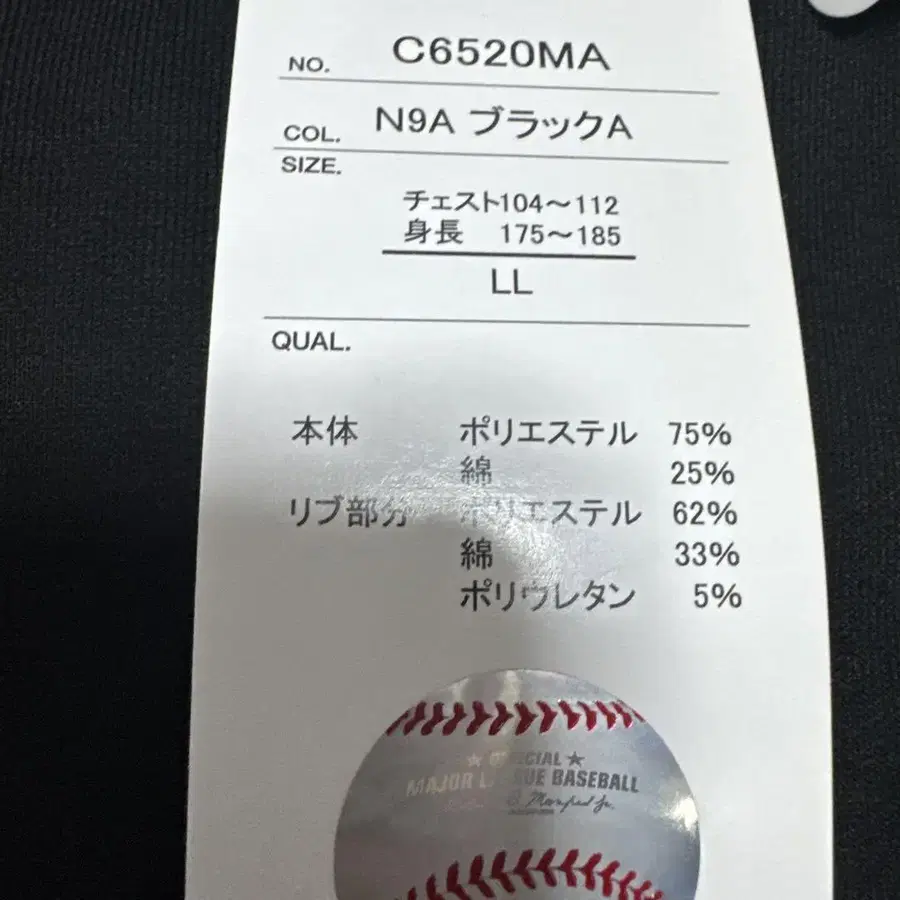 NO. C6520MA
COL. N9A ブラックA
SIZE.
チェスト104〜112
身長 175〜185
LL
QUAL.
本体 ポリエステル 75%
綿 25%
リブ部分 ポリエステル 62%
綿 33%
ポリウレタン 5%
★ OFFICIAL ★
MAJOR LEAGUE BASEBALL